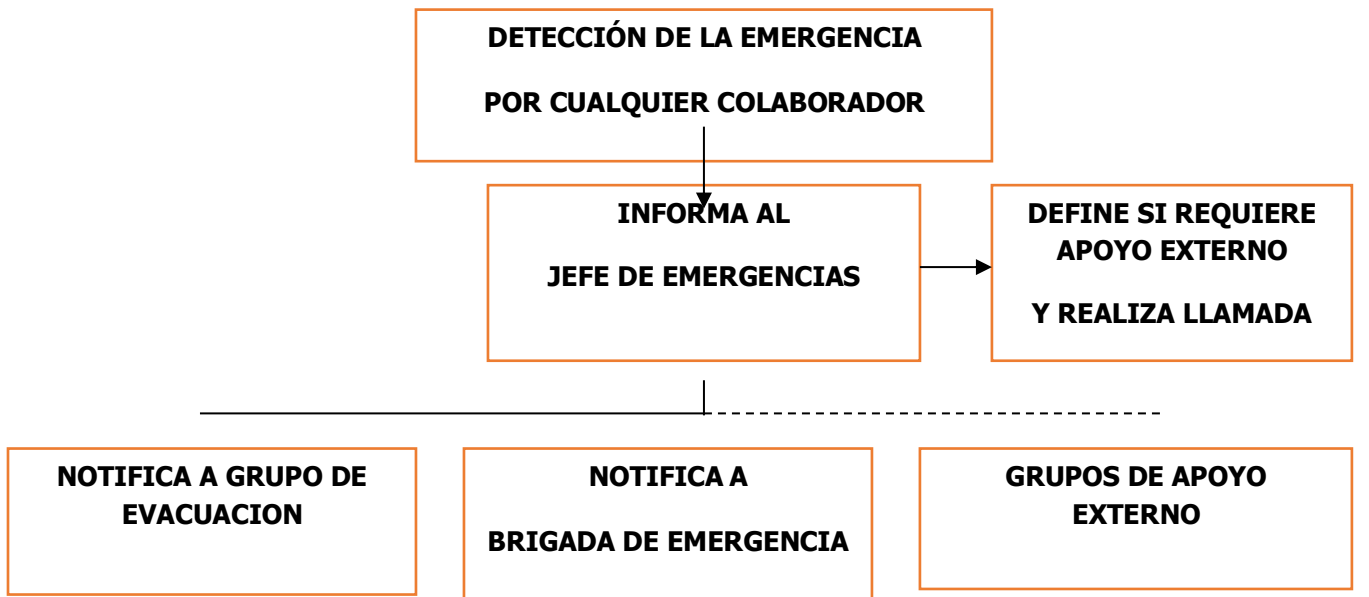 DETECCIÓN DE LA EMERGENCIA
POR CUALQUIER COLABORADOR
INFORMA AL
JEFE DE EMERGENCIAS
DEFINE SI REQUIERE
APOYO EXTERNO
Y REALIZA LLAMADA
NOTIFICA A GRUPO DE
EVACUACION
NOTIFICA A
BRIGADA DE EMERGENCIA
GRUPOS DE APOYO
EXTERNO